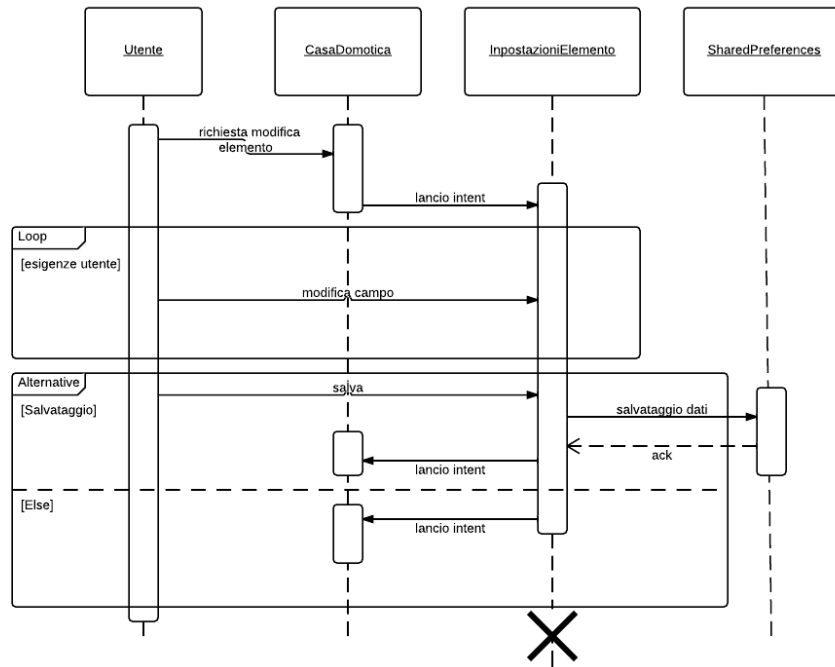 Utente
CasaDomotica
InpostazioniElemento
SharedPreferences
richiesta modifica
elemento
lancio intent
Loop
[esigenze utente]
modifica campo
Alternative
salva
[Salvataggio]
salvataggio dati
ack
lancio intent
[Else]
lancio intent